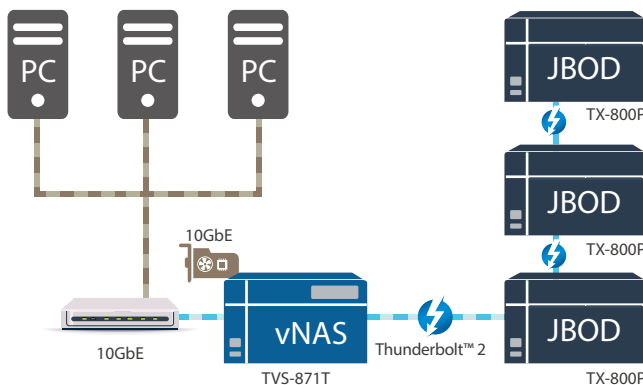 PC
PC
PC
JBOD
TX-800P
JBOD
TX-800P
10GbE
vNAS
Thunderbolt™ 2
JBOD
10GbE
TVS-871T
TX-800P